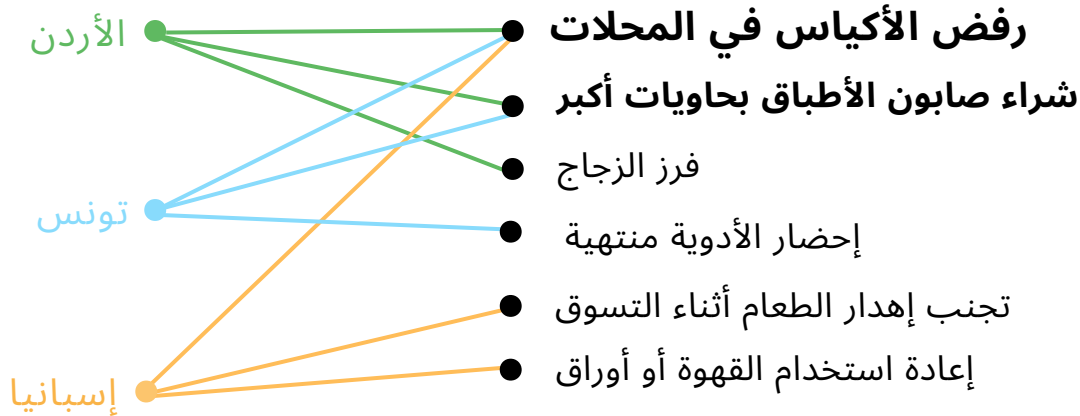 الأردن
تونس
إسبانيا
رفض الأكياس في المحلات
شراء صابون الأطباق بحاويات أكبر
فرز الزجاج
إحضار الأدوية منتهية
تجنب إهدار الطعام أثناء التسوق
إعادة استخدام القهوة أو أوراق